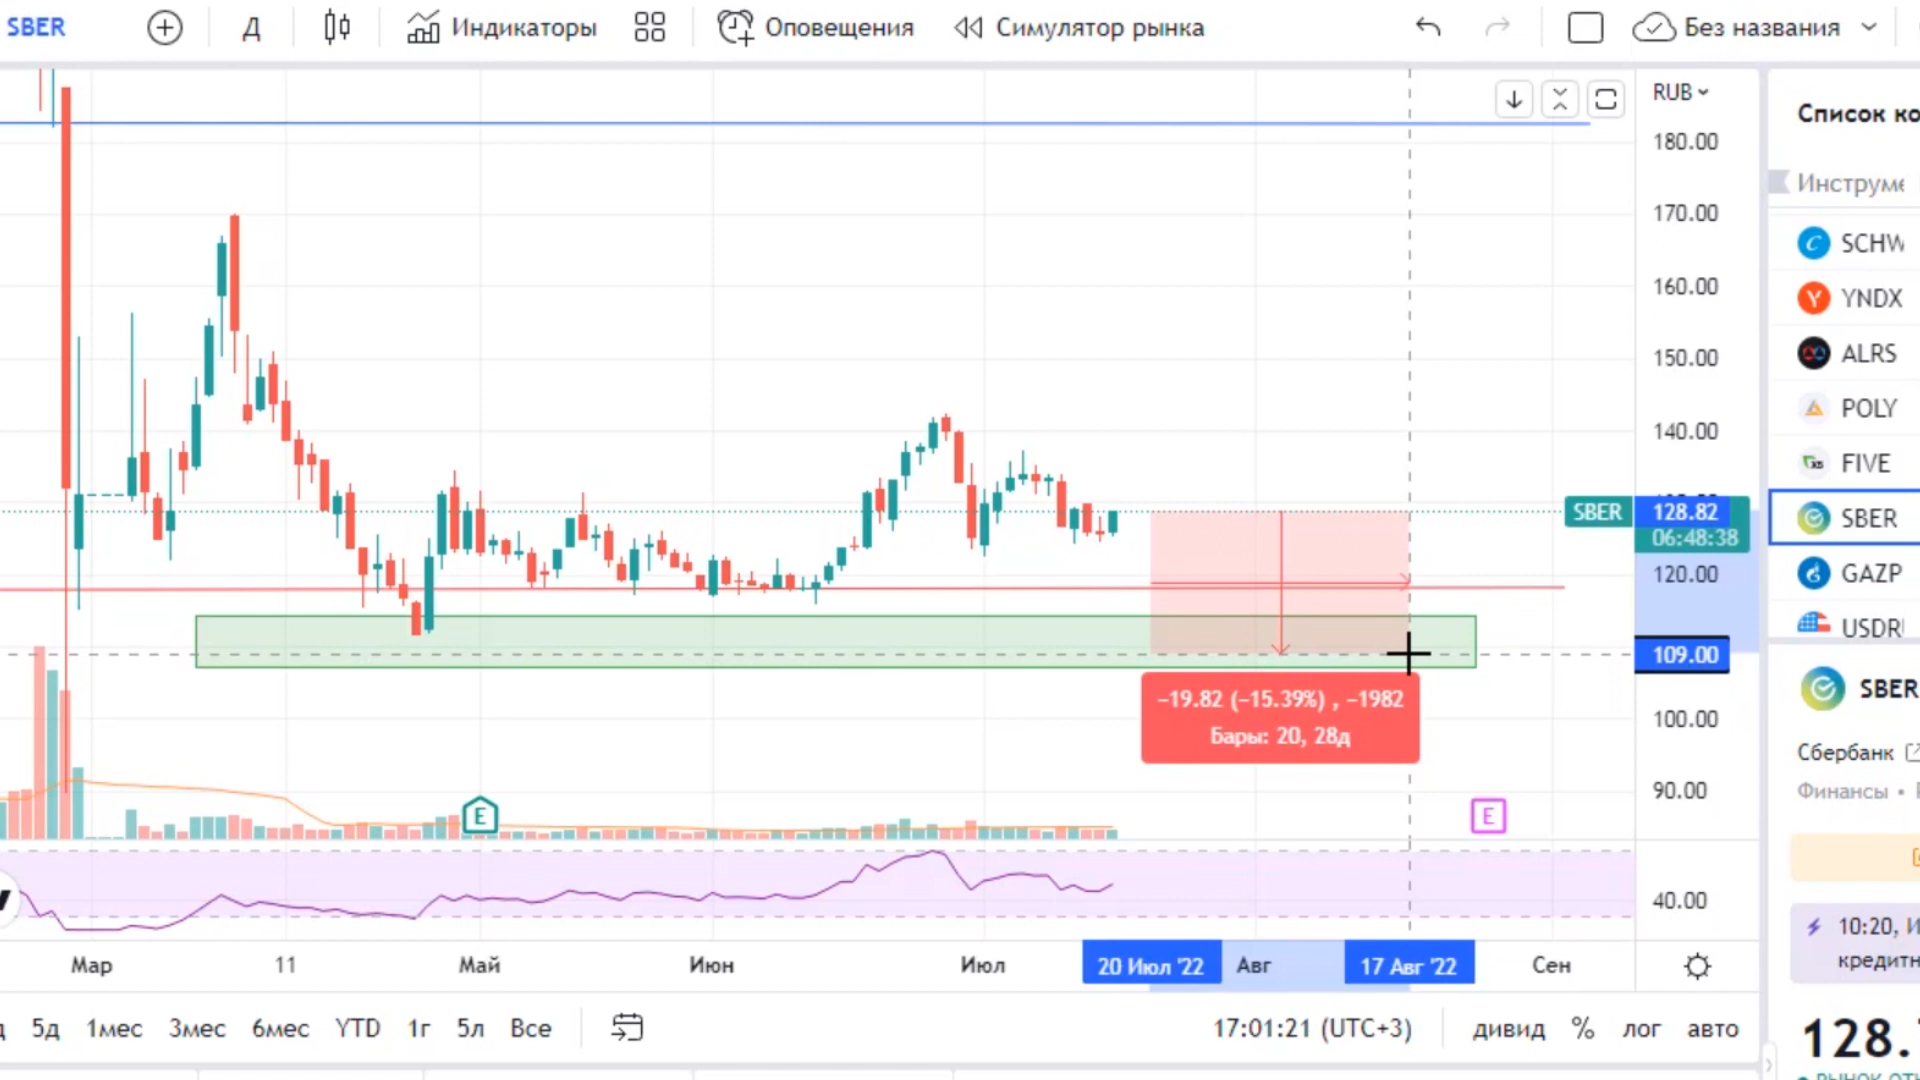 SBER
Д
Индикаторы
Оповещения
Симулятор рынка
Без названия
RUB
180.00
170.00
160.00
150.00
140.00
SBER
128.82
06:48:38
120.00
109.00
100.00
90.00
40.00
−19.82 (−15.39%) , −1982
Бары: 20, 28д
E
E
Мар
11
Май
Июн
Июл
20 Июл '22
Авг
17 Авг '22
Сен
5д
1мес
3мес
6мес
YTD
1г
5л
Все
17:01:21 (UTC+3)
дивид
%
лог
авто
Список ко
Инструме
SCHW
YNDX
ALRS
POLY
FIVE
SBER
GAZP
USDR
SBER
Сбербанк
Финансы •
10:20, И
кредитн
128.